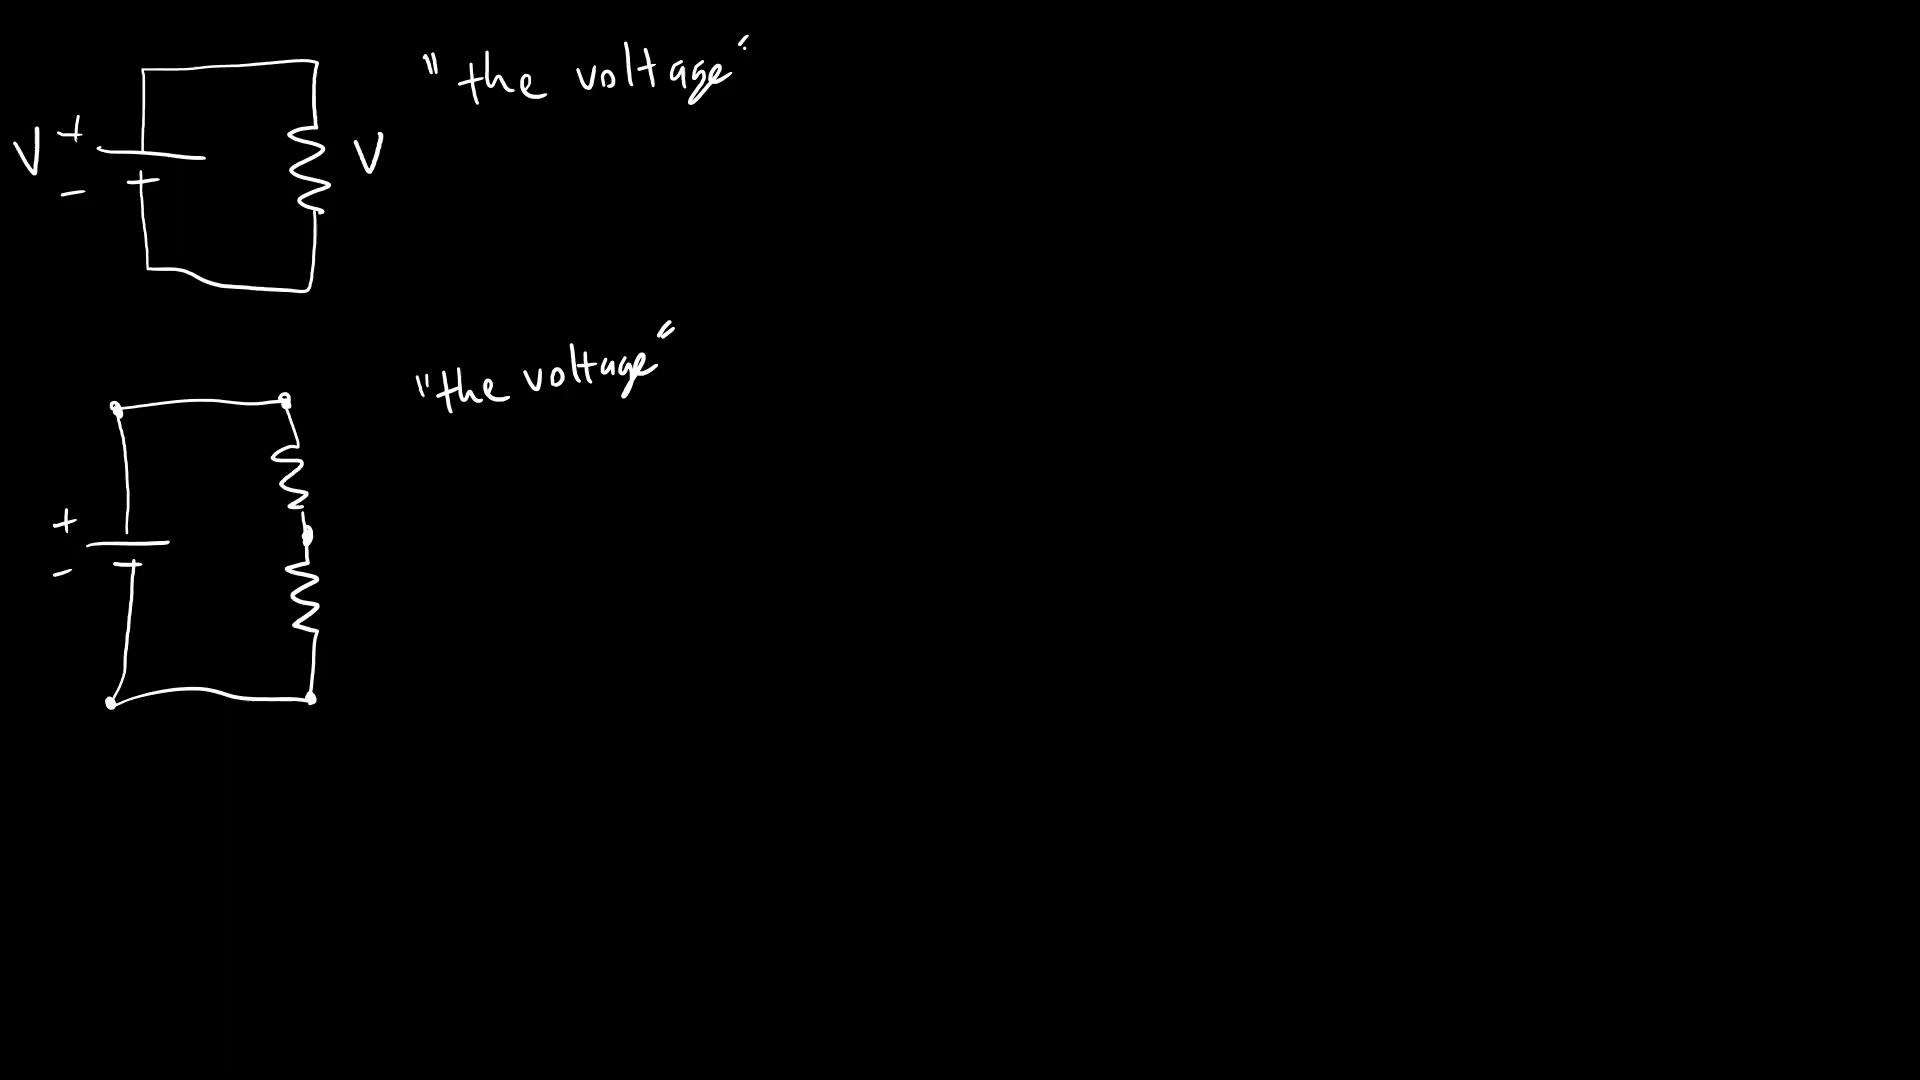 "the voltage"
V + - V
"the voltage"
+
-